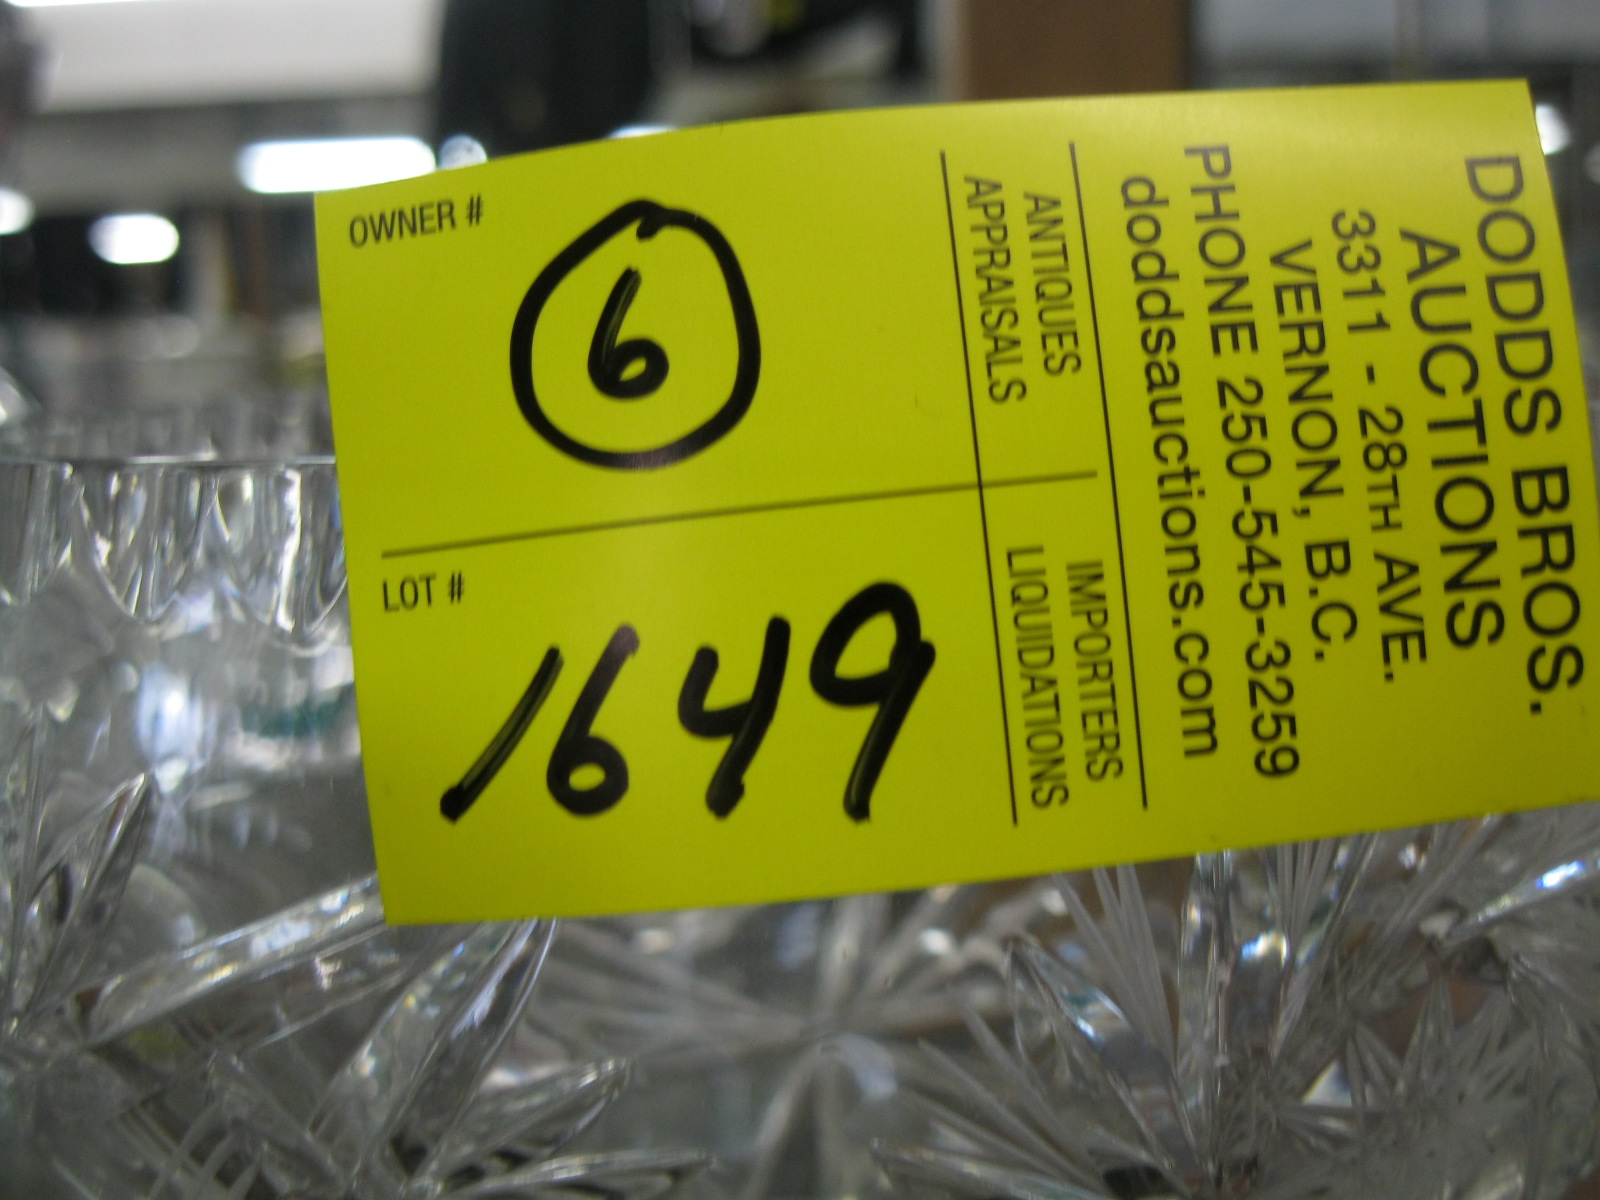 DODDS BROS.
AUCTIONS
3311 - 28TH AVE.
VERNON, B.C.
PHONE 250-545-3259
doddsauctions.com
ANTIQUES
APPRAISALS
IMPORTERS
LIQUIDATIONS
OWNER #
6
LOT #
1649